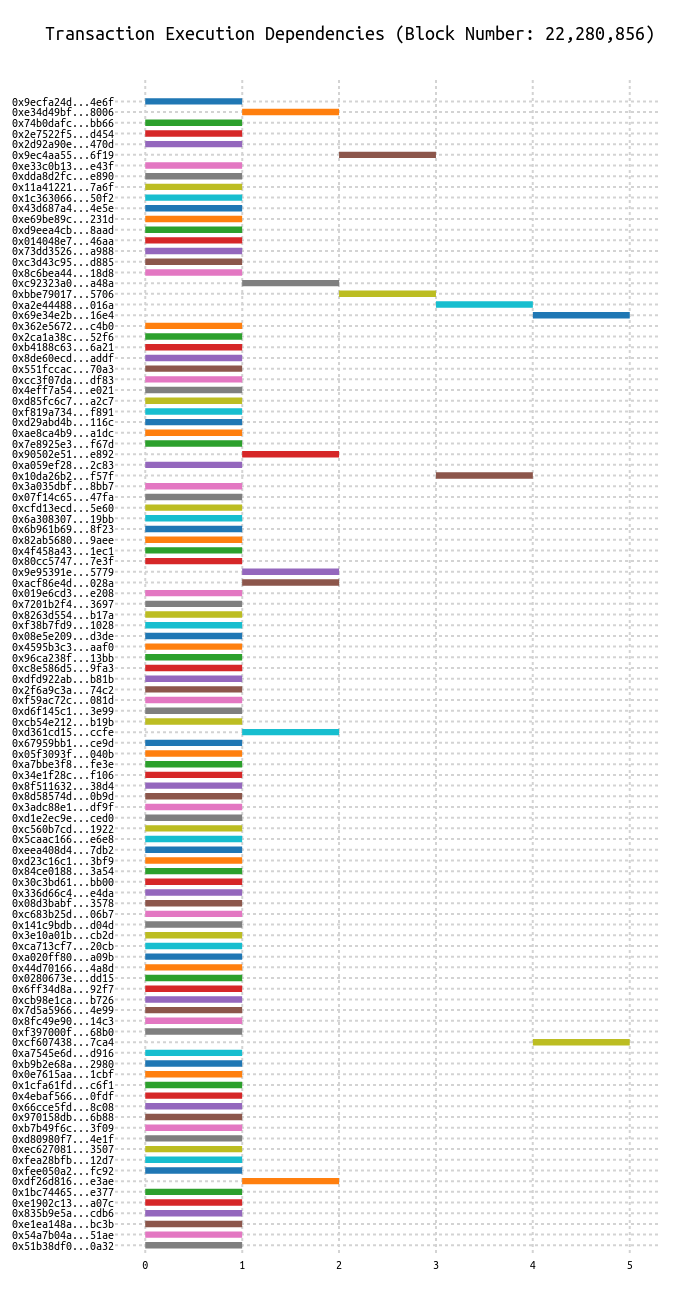 Transaction Execution Dependencies (Block Number: 22,280,856)
0x9ecfa24d...4e6f
0xe34d49bf...8006
0x74b0dafc...bb66
0x2e7522f5...d454
0x2d92a90e...470d
0x9ec4aa55...6f19
0xe33c0b13...e43f
0xdda8d2fc...e890
0x11a41221...7a6f
0x1c363066...50f2
0x43d687a4...4e5e
0xe69be89c...231d
0xd9eea4cb...8aad
0x014048e7...46aa
0x73dd3526...a988
0xc3d43c95...d885
0x8c6bea44...18d8
0xc92323a0...a48a
0xbbe79017...5706
0xa2e44488...016a
0x69e34e2b...16e4
0x362e5672...c4b0
0x2ca1a38c...52f6
0xb4188c63...6a21
0x8de60ecd...addf
0x551fccac...70a3
0xcc3f07da...df83
0x4eff7a54...e021
0xd85fc6c7...a2c7
0xf819a734...f891
0xd29abd4b...116c
0xae8ca4b9...a1dc
0x7e8925e3...f67d
0x90502e51...e892
0xa059ef28...2c83
0x10da26b2...f57f
0x3a035dbf...8bb7
0x07f14c65...47fa
0xcfd13ecd...5e60
0x6a308307...19bb
0x6b961b69...8f23
0x82ab5680...9aee
0x4f458a43...1ec1
0x80cc5747...7e3f
0x9e95391e...5779
0xacf86e4d...028a
0x019e6cd3...e208
0x7201b2f4...3697
0x8263d554...b17a
0xf38b7fd9...1028
0x08e5e209...d3de
0x4595b3c3...aaf0
0x96ca238f...13bb
0xc8e586d5...9fa3
0xdfd922ab...b81b
0x2f6a9c3a...74c2
0xf59ac72c...081d
0xd6f145c1...3e99
0xcb54e212...b19b
0xd361cd15...ccfe
0x67959bb1...ce9d
0x05f3093f...040b
0xa7bbe3f8...fe3e
0x34e1f28c...f106
0x8f511632...38d4
0x8d58574d...0b9d
0x3adc88e1...df9f
0xd1e2ec9e...ced0
0xc560b7cd...1922
0x5caac166...e6e8
0xeea408d4...7db2
0xd23c16c1...3bf9
0x84ce0188...3a54
0x30c3bd61...bb00
0x336d66c4...e4da
0x08d3babf...3578
0xc683b25d...06b7
0x141c9bdb...d04d
0x3e10a01b...cb2d
0xca713cf7...20cb
0xa020ff80...a09b
0x44d70166...4a8d
0x0280673e...dd15
0x6ff34d8a...92f7
0xcb98e1ca...b726
0x7d5a5966...4e99
0x8fc49e90...14c3
0xf397000f...68b0
0xcf607438...7ca4
0xa7545e6d...d916
0xb9b2e68a...2980
0x0e7615aa...1cbf
0x1cfa61fd...c6f1
0x4ebaf566...0fdf
0x66cce5fd...8c08
0x970158db...6b88
0xb7b49f6c...3f09
0xd80980f7...4e1f
0xec627081...3507
0xfea28bfb...12d7
0xfee050a2...fc92
0xdf26d816...e3ae
0x1bc74465...e377
0xe1902c13...a07c
0x835b9e5a...cdb6
0xe1ea148a...bc3b
0x54a7b04a...51ae
0x51b38df0...0a32
0 1 2 3 4 5